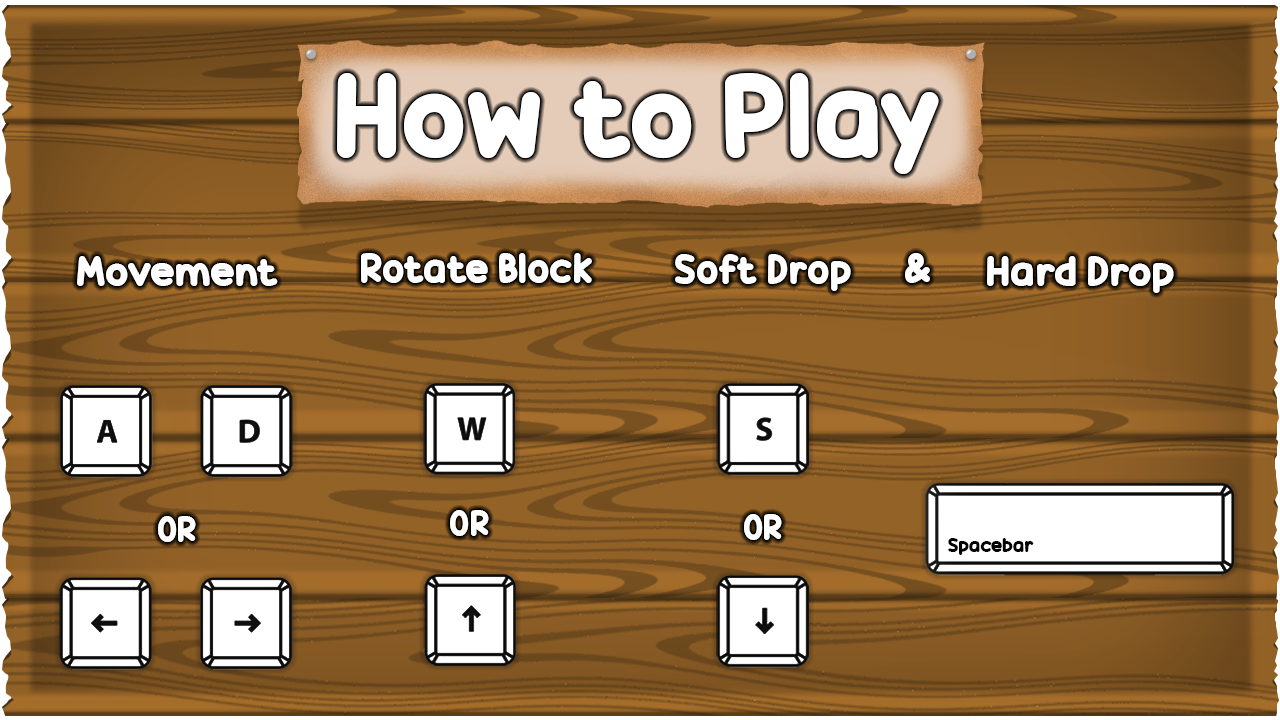 How to Play
Movement Rotate Block Soft Drop & Hard Drop
A D W S
OR OR OR
Spacebar
← → ↑ ↓